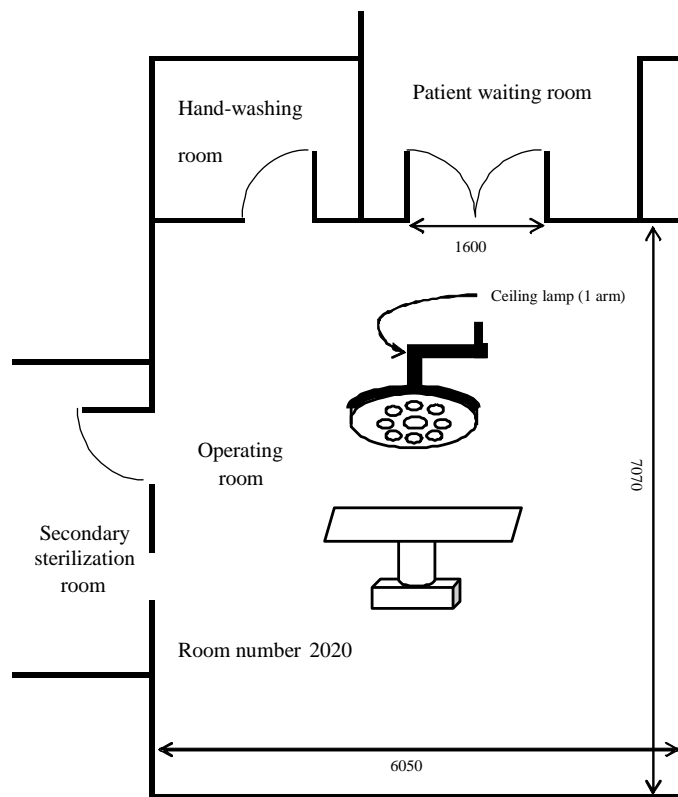 Patient waiting room
Hand-washing
room
1600
Ceiling lamp (1 arm)
Operating
room
7070
Secondary
sterilization
room
Room number 2020
6050